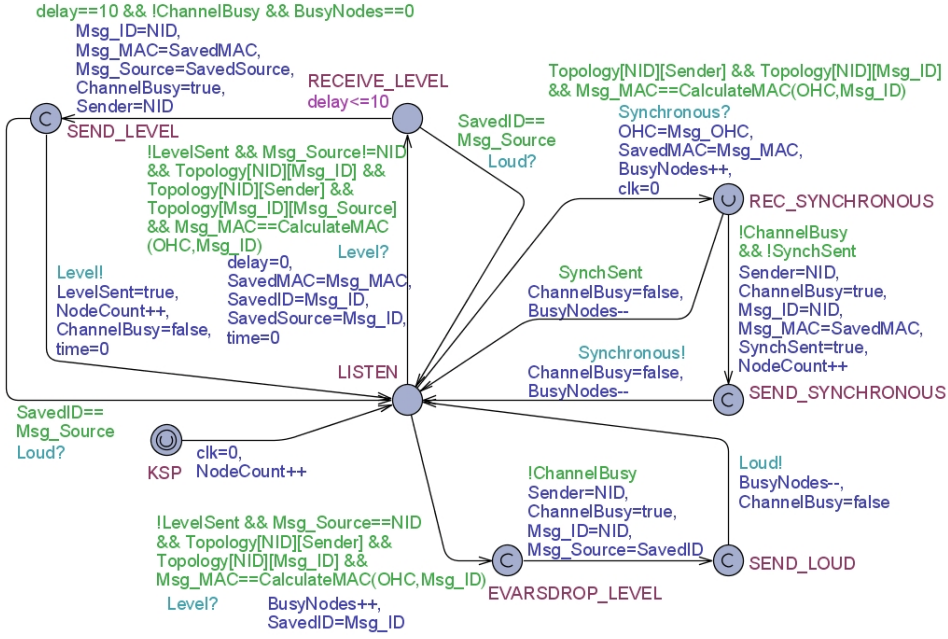 delay==10 && !ChannelBusy && BusyNodes==0
Msg_ID=NID,
Msg_MAC=SavedMAC,
Msg_Source=SavedSource,
ChannelBusy=true,
Sender=NID
C
SEND_LEVEL
RECEIVE_LEVEL
delay<=10
SavedID==
Msg_Source
Loud?
Topology[NID][Sender] && Topology[NID][Msg_ID]
&& Msg_MAC==CalculateMAC(OHC,Msg_ID)
Synchronous?
OHC=Msg_OHC,
SavedMAC=Msg_MAC,
BusyNodes++,
clk=0
U
REC_SYNCHRONOUS
!LevelSent && Msg_Source!=NID
&& Topology[NID][Msg_ID] &&
Topology[NID][Sender] &&
Topology[Msg_ID][Msg_Source]
&& Msg_MAC==CalculateMAC
(OHC,Msg_ID)
Level?
delay=0,
SavedMAC=Msg_MAC,
SavedID=Msg_ID,
SavedSource=Msg_ID,
time=0
Level!
LevelSent=true,
NodeCount++,
ChannelBusy=false,
time=0
SynchSent
ChannelBusy=false,
BusyNodes--
!ChannelBusy
&& !SynchSent
Sender=NID,
ChannelBusy=true,
Msg_ID=NID,
Msg_MAC=SavedMAC,
SynchSent=true,
NodeCount++
LISTEN
Synchronous!
ChannelBusy=false,
BusyNodes--
C
SEND_SYNCHRONOUS
SavedID==
Msg_Source
Loud?
U
KSP
clk=0,
NodeCount++
!ChannelBusy
Sender=NID,
ChannelBusy=true,
Msg_ID=NID,
Msg_Source=SavedID
Loud!
BusyNodes--,
ChannelBusy=false
!LevelSent && Msg_Source==NID
&& Topology[NID][Sender] &&
Topology[NID][Msg_ID] &&
Msg_MAC==CalculateMAC(OHC,Msg_ID)
Level?
BusyNodes++,
SavedID=Msg_ID
C
EVARSDROP_LEVEL
C
SEND_LOUD